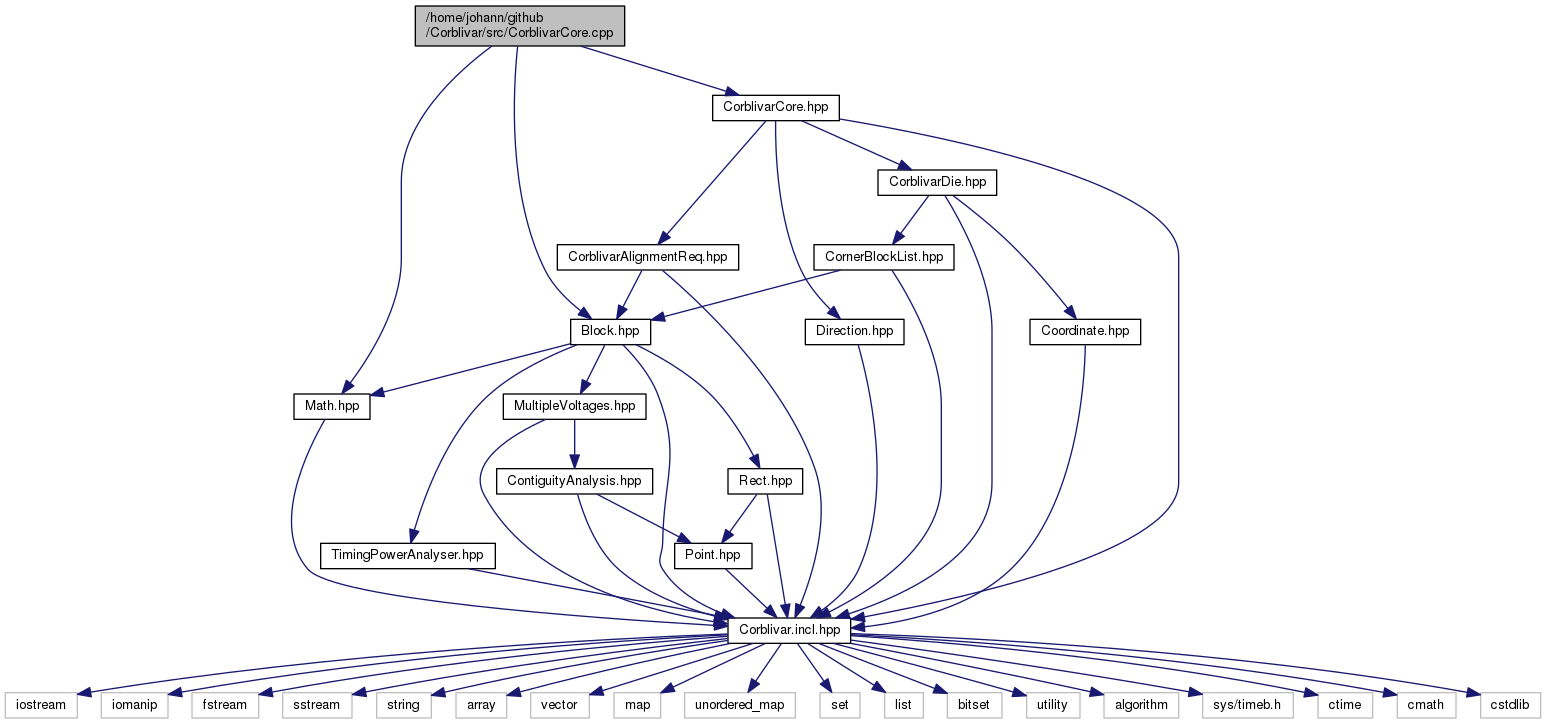 /home/johann/github
/Corblivar/src/CorblivarCore.cpp
CorblivarCore.hpp
CorblivarDie.hpp
CorblivarAlignmentReq.hpp
CornerBlockList.hpp
Block.hpp
Direction.hpp
Coordinate.hpp
Math.hpp
MultipleVoltages.hpp
ContiguityAnalysis.hpp
Rect.hpp
TimingPowerAnalyser.hpp
Point.hpp
Corblivar.incl.hpp
iostream
iomanip
fstream
sstream
string
array
vector
map
unordered_map
set
list
bitset
utility
algorithm
sys/timeb.h
ctime
cmath
cstdlib